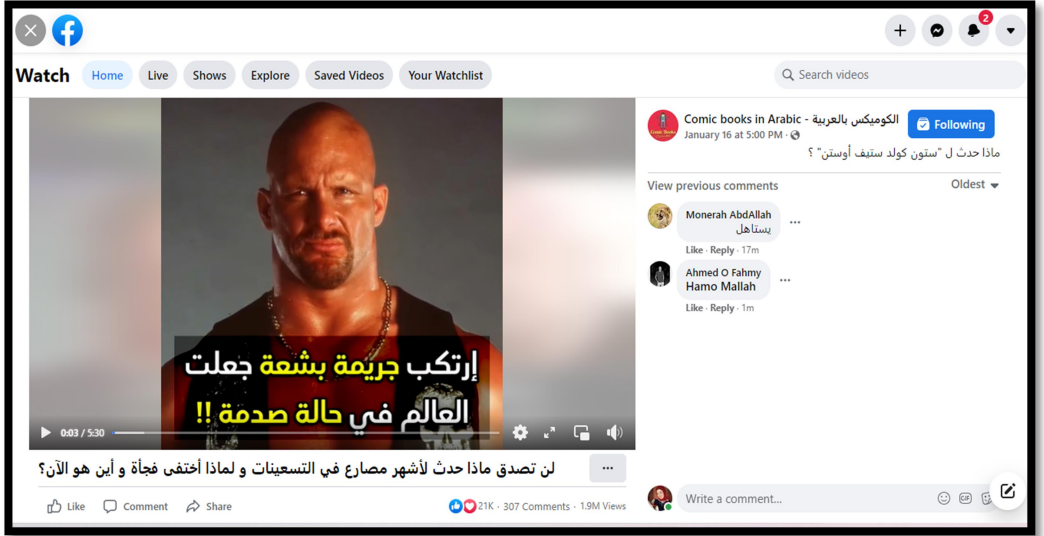 2
Watch Home Live Shows Explore Saved Videos Your Watchlist
Search videos
إرتكب جريمة بشعة جعلت
العالم في حالة صدمة !!
0:03 / 5:30
لن تصدق ماذا حدث لأشهر مصارع في التسعينات و لماذا أختفى فجأة و أين هو الآن؟
Like Comment Share 21K · 307 Comments · 1.9M Views
Comic books in Arabic - الكوميكس بالعربية
Following
January 16 at 5:00 PM ·
ماذا حدث ل "ستون كولد ستيف أوستن" ؟
View previous comments Oldest
Monerah AbdAllah
يستاهل
Like · Reply · 17m
Ahmed O Fahmy
Hamo Mallah
Like · Reply · 1m
Write a comment...
GIF